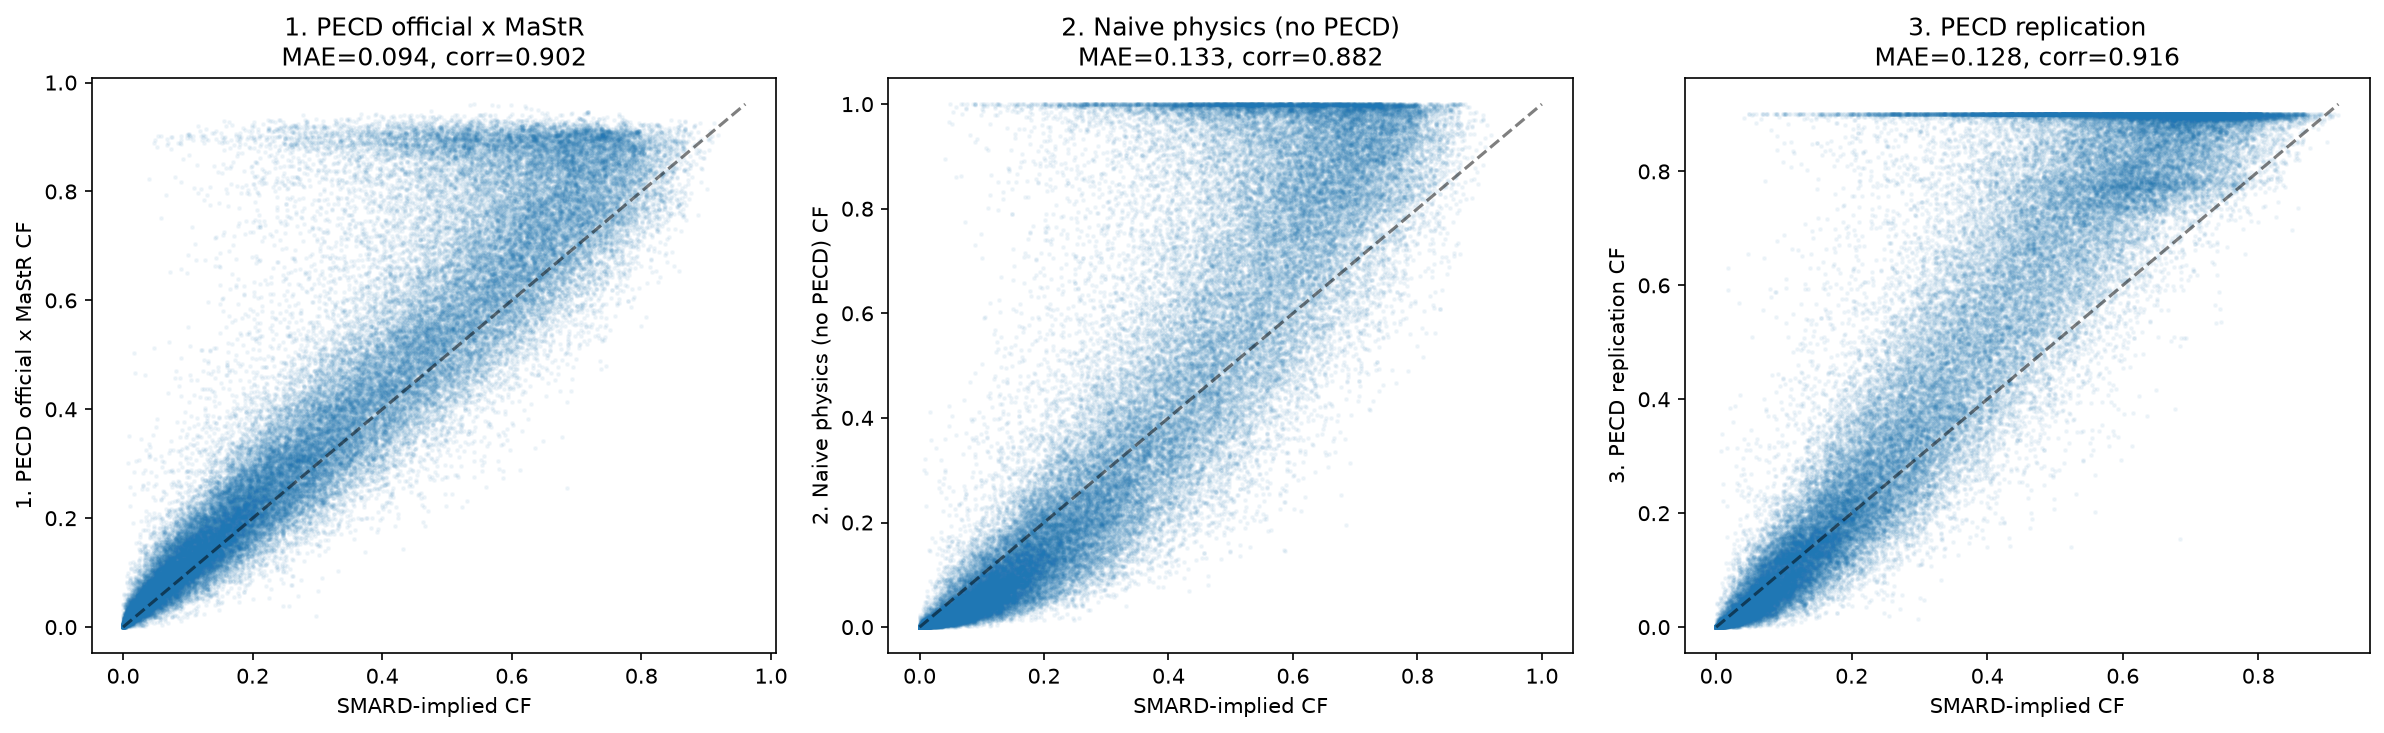 1. PECD official x MaStR
MAE=0.094, corr=0.902
1. PECD official x MaStR CF
1.0
0.8
0.6
0.4
0.2
0.0
0.0 0.2 0.4 0.6 0.8 1.0
SMARD-implied CF
2. Naive physics (no PECD)
MAE=0.133, corr=0.882
2. Naive physics (no PECD) CF
1.0
0.8
0.6
0.4
0.2
0.0
0.0 0.2 0.4 0.6 0.8 1.0
SMARD-implied CF
3. PECD replication
MAE=0.128, corr=0.916
3. PECD replication CF
0.8
0.6
0.4
0.2
0.0
0.0 0.2 0.4 0.6 0.8
SMARD-implied CF